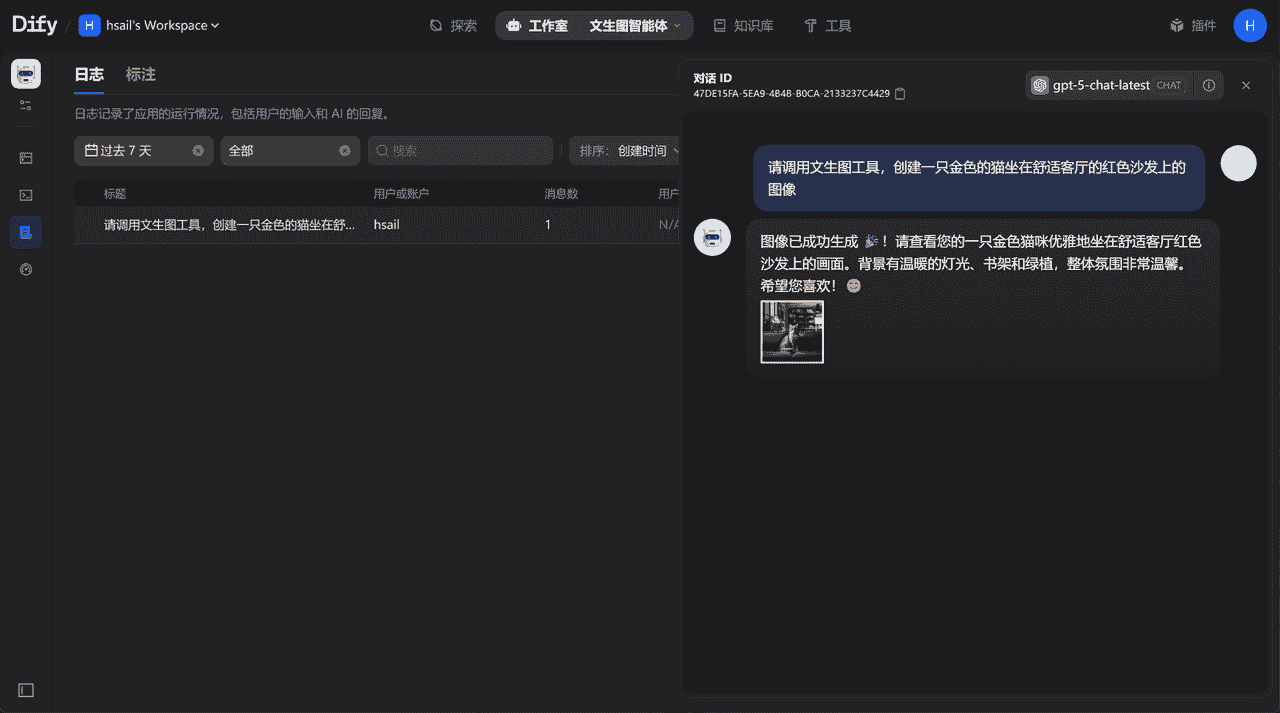 Dify / H hsail's Workspace 探索 工作室 文生图智能体 知识库 工具 插件 H
日志 标注
日志记录了应用的运行情况，包括用户的输入和 AI 的回复。
过去 7 天 全部 搜索 排序： 创建时间
标题 用户或账户 消息数 用户
请调用文生图工具，创建一只金色的猫坐在舒... hsail 1 N/A
对话 ID
47DE15FA-5EA9-4B4B-B0CA-2133237C4429
gpt-5-chat-latest CHAT
请调用文生图工具，创建一只金色的猫坐在舒适客厅的红色沙发上的
图像
图像已成功生成 🎉！请查看您的一只金色猫咪优雅地坐在舒适客厅红色
沙发上的画面。背景有温暖的灯光、书架和绿植，整体氛围非常温馨。
希望您喜欢！😊